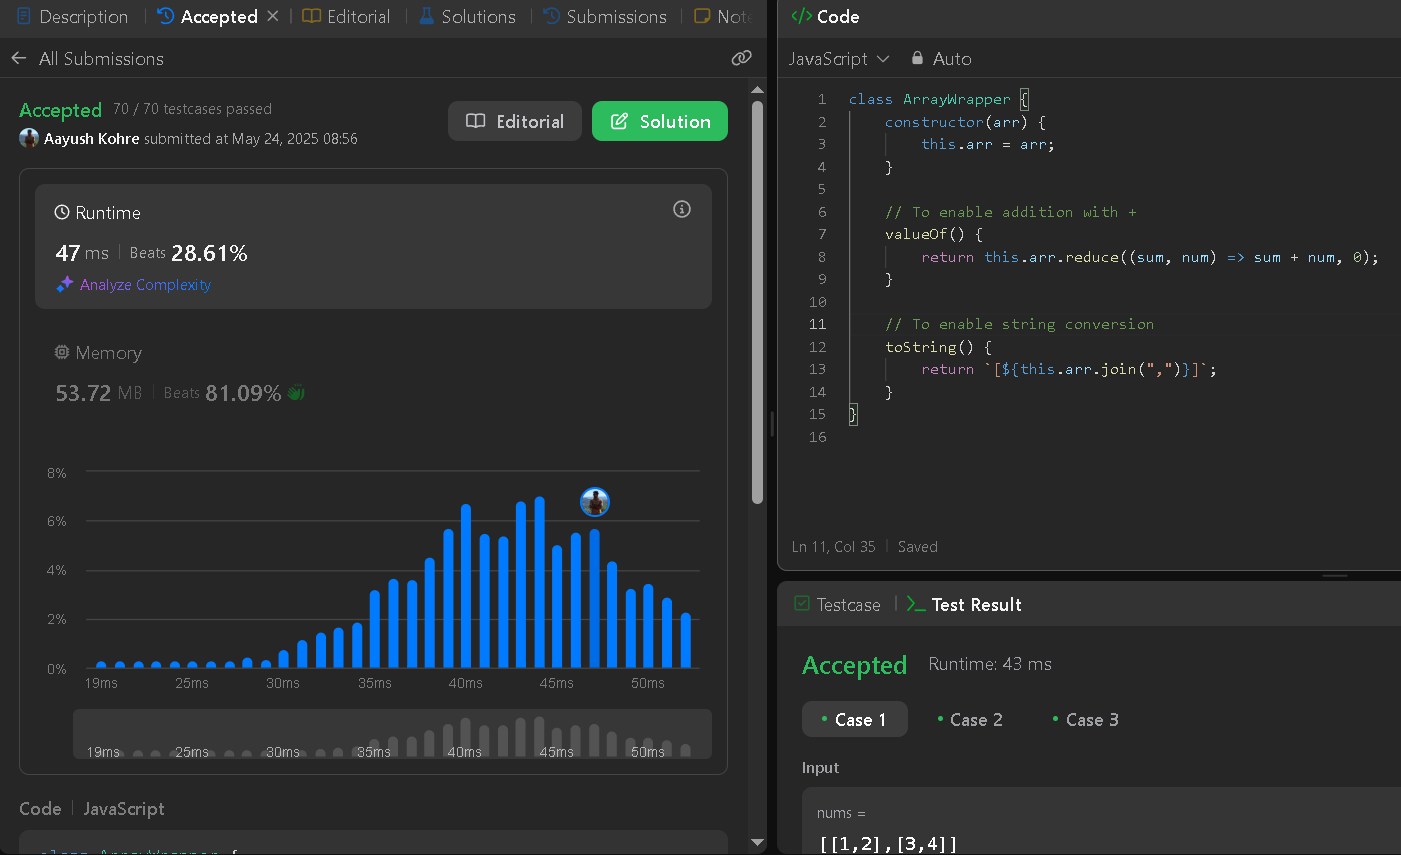 Description
Accepted
Editorial
Solutions
Submissions
Note
All Submissions
Accepted 70 / 70 testcases passed
Aayush Kohre submitted at May 24, 2025 08:56
Editorial
Solution
Runtime
47 ms Beats 28.61%
Analyze Complexity
Memory
53.72 MB Beats 81.09%
8%
6%
4%
2%
0%
19ms 25ms 30ms 35ms 40ms 45ms 50ms
19ms 25ms 30ms 35ms 40ms 45ms 50ms
Code JavaScript
class ArrayWrapper {
</> Code
JavaScript Auto
1 class ArrayWrapper {
2 constructor(arr) {
3 this.arr = arr;
4 }
5
6 // To enable addition with +
7 valueOf() {
8 return this.arr.reduce((sum, num) => sum + num, 0);
9 }
10
11 // To enable string conversion
12 toString() {
13 return `[${this.arr.join(",")}]`;
14 }
15 }
16
Ln 11, Col 35 Saved
Testcase
Test Result
Accepted Runtime: 43 ms
Case 1 Case 2 Case 3
Input
nums =
[[1,2],[3,4]]